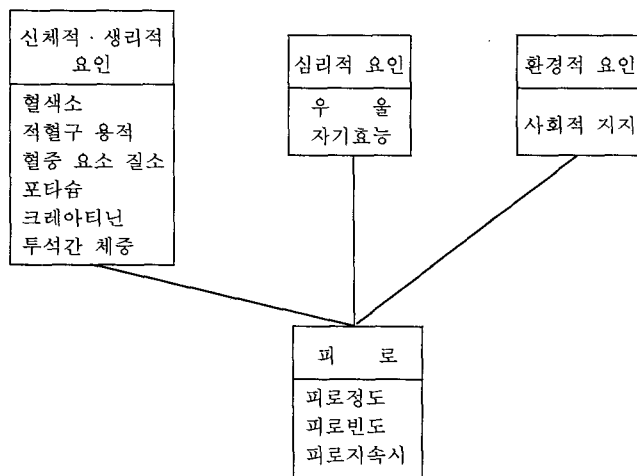 신체적 · 생리적
요인
혈색소
적혈구 용적
혈중 요소 질소
포타슘
크레아티닌
투석간 체중
심리적 요인
우 울
자기효능
환경적 요인
사회적 지지
피 로
피로정도
피로빈도
피로지속시